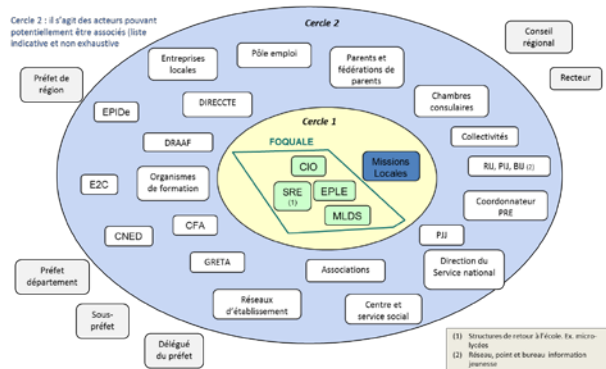 Cercle 2 : il s'agit des acteurs pouvant
potentiellement être associés (liste
indicative et non exhaustive
Cercle 2
Conseil
régional
Recteur
Préfet de
région
Entreprises
locales
Pôle emploi
Parents et
fédérations de
parents
Chambres
consulaires
EPIDe
DIRECCTE
Cercle 1
Collectivités
DRAAF
FOQUALE
CIO
Missions
Locales
RIJ, PIJ, BIJ (2)
E2C
Organismes
de formation
SRE
(1)
EPLE
MLDS
Coordonnateur
PRE
CFA
CNED
PJJ
GRETA
Associations
Direction du
Service national
Préfet
département
Réseaux
d'établissement
Centre et
service social
Sous-
préfet
Délégué
du préfet
(1) Structures de retour à l'école. Ex. micro-
lycées
(2) Réseau, point et bureau information
jeunesse